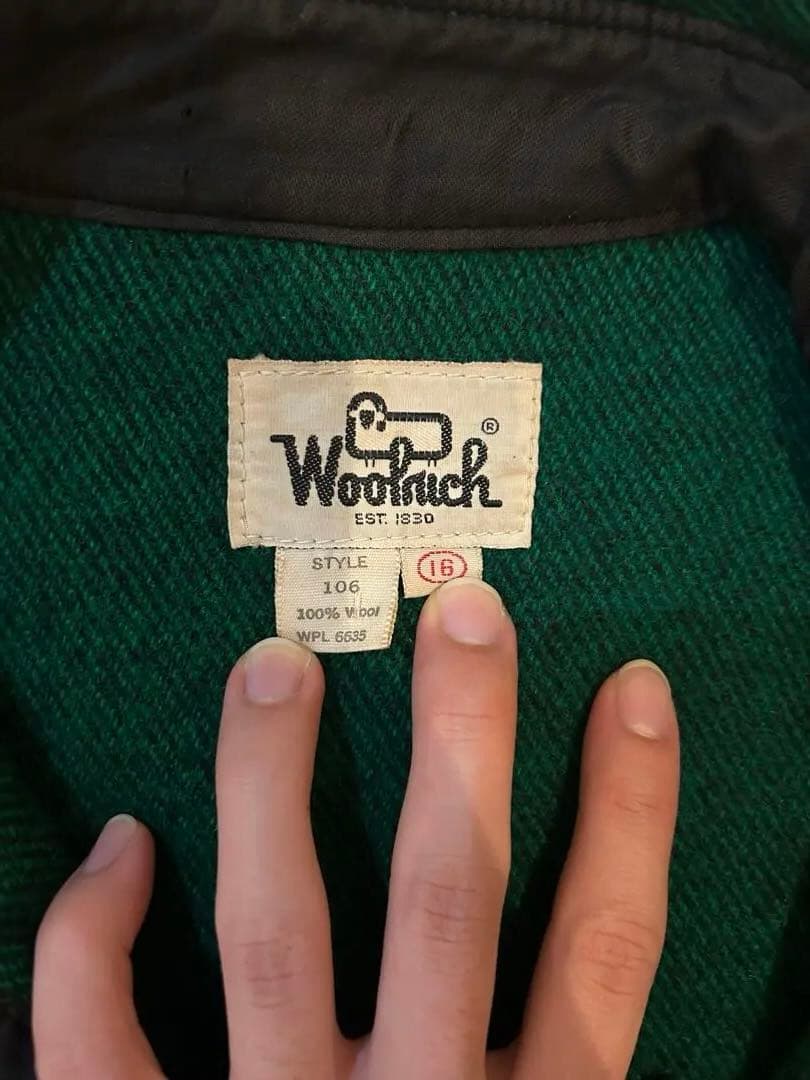 Woolrich
®
EST. 1830
STYLE
106
100% Wool
WPL 6635
16